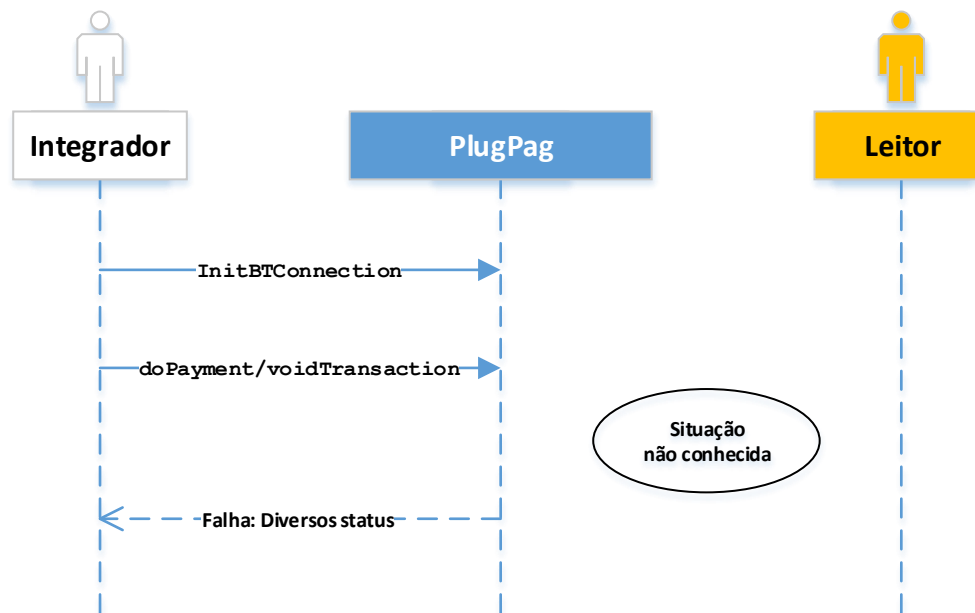 Integrador
PlugPag
Leitor
InitBTConnection
doPayment/voidTransaction
Situação
não conhecida
Falha: Diversos status